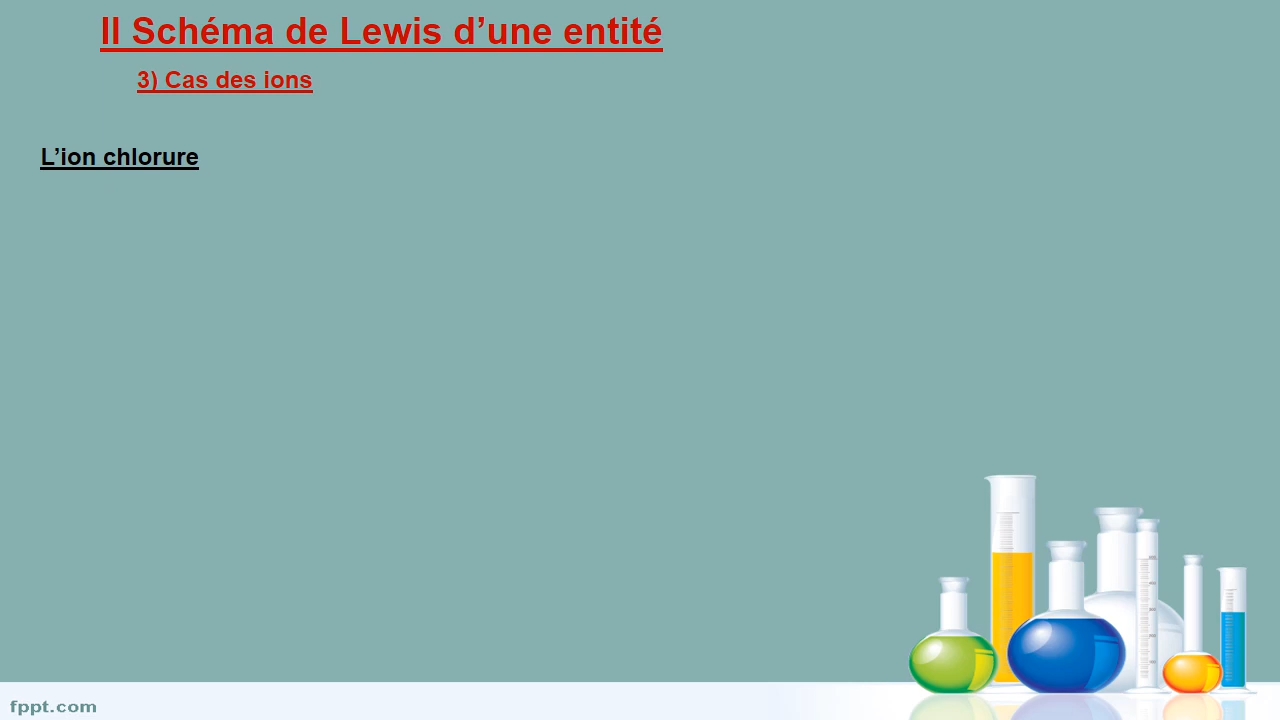 II Schéma de Lewis d’une entité
3) Cas des ions
L’ion chlorure
fppt.com